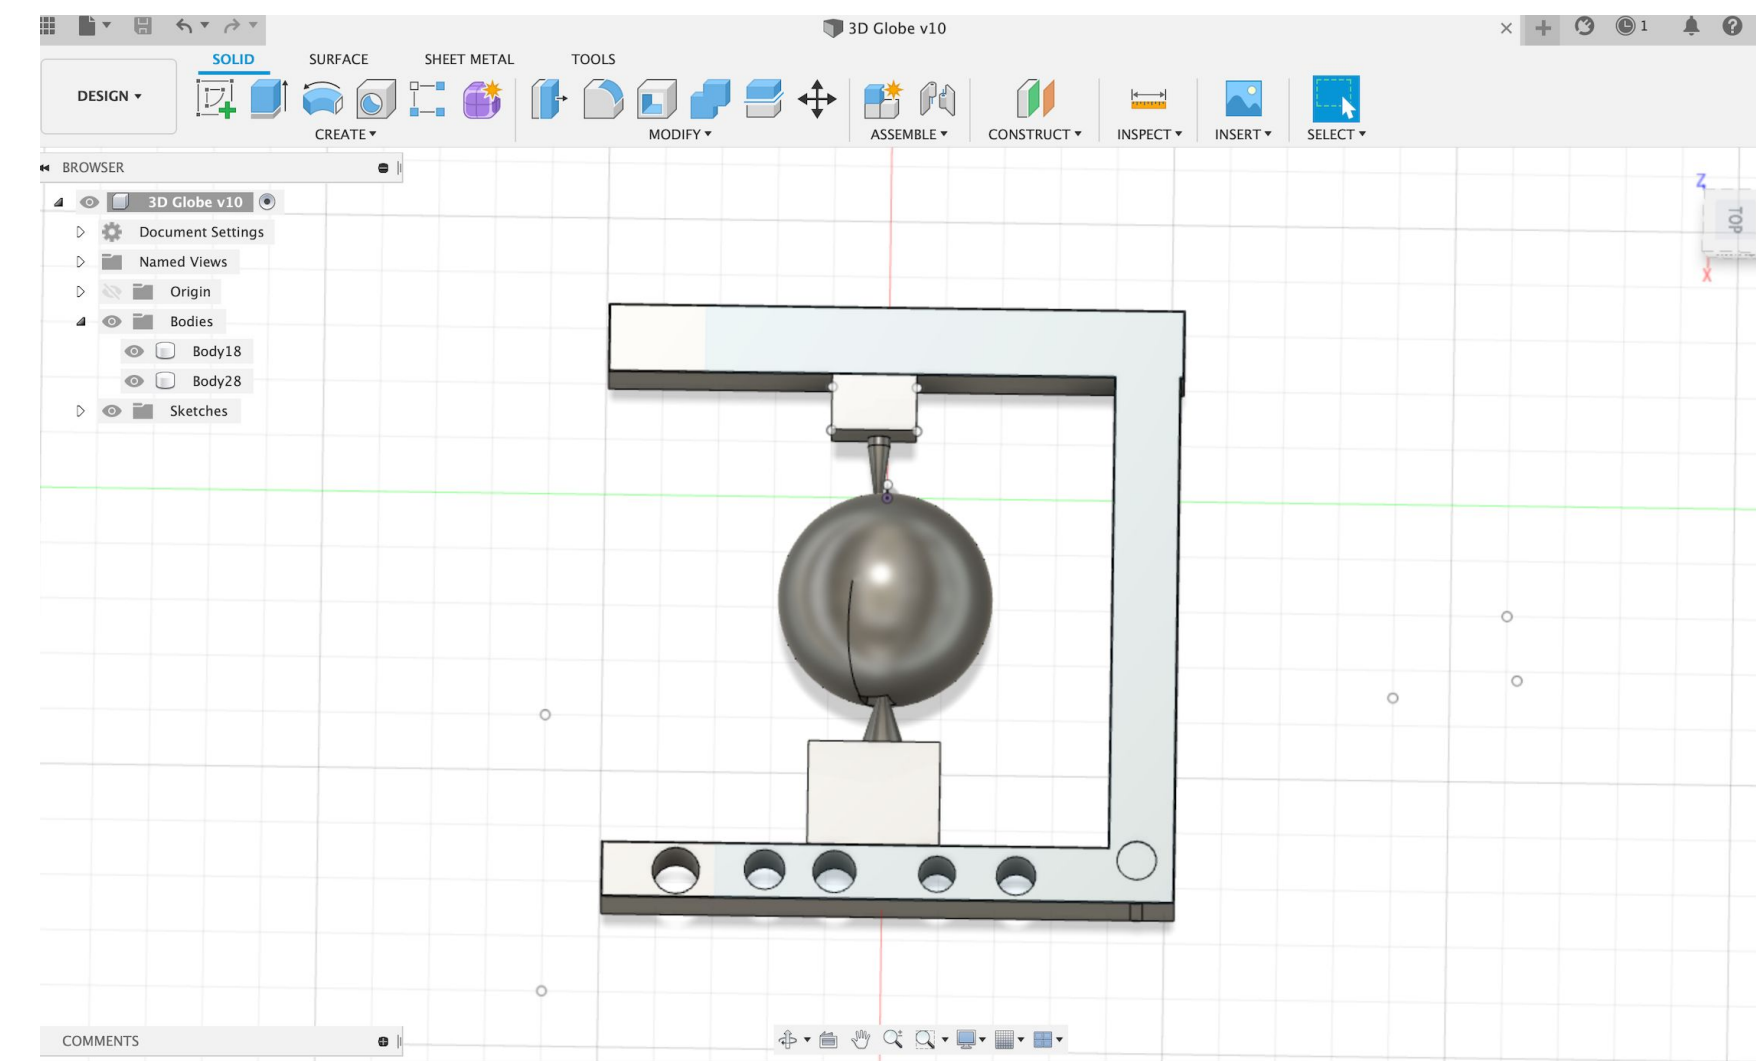 3D Globe v10
1
SOLID SURFACE SHEET METAL TOOLS
DESIGN
CREATE MODIFY ASSEMBLE CONSTRUCT INSPECT INSERT SELECT
BROWSER
3D Globe v10
Document Settings
Named Views
Origin
Bodies
Body18
Body28
Sketches
Z
TOP
X
COMMENTS